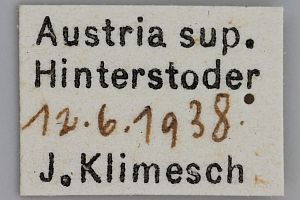 Austria sup.
Hinterstoder
12.6.1938.
J. Klimesch